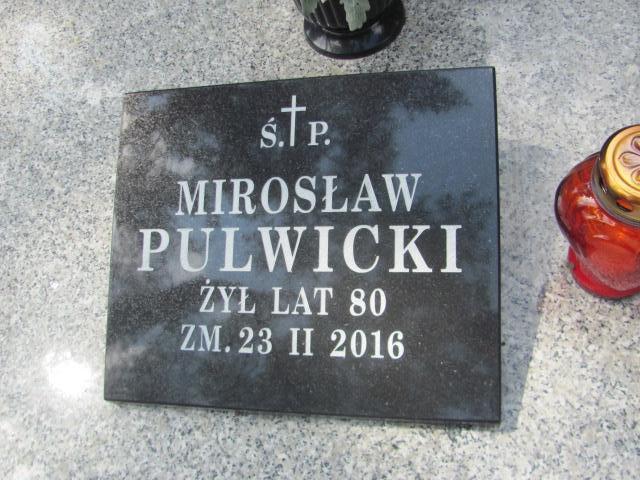 Ś. P.
MIROSŁAW
PULWICKI
ŻYŁ LAT 80
ZM. 23 II 2016